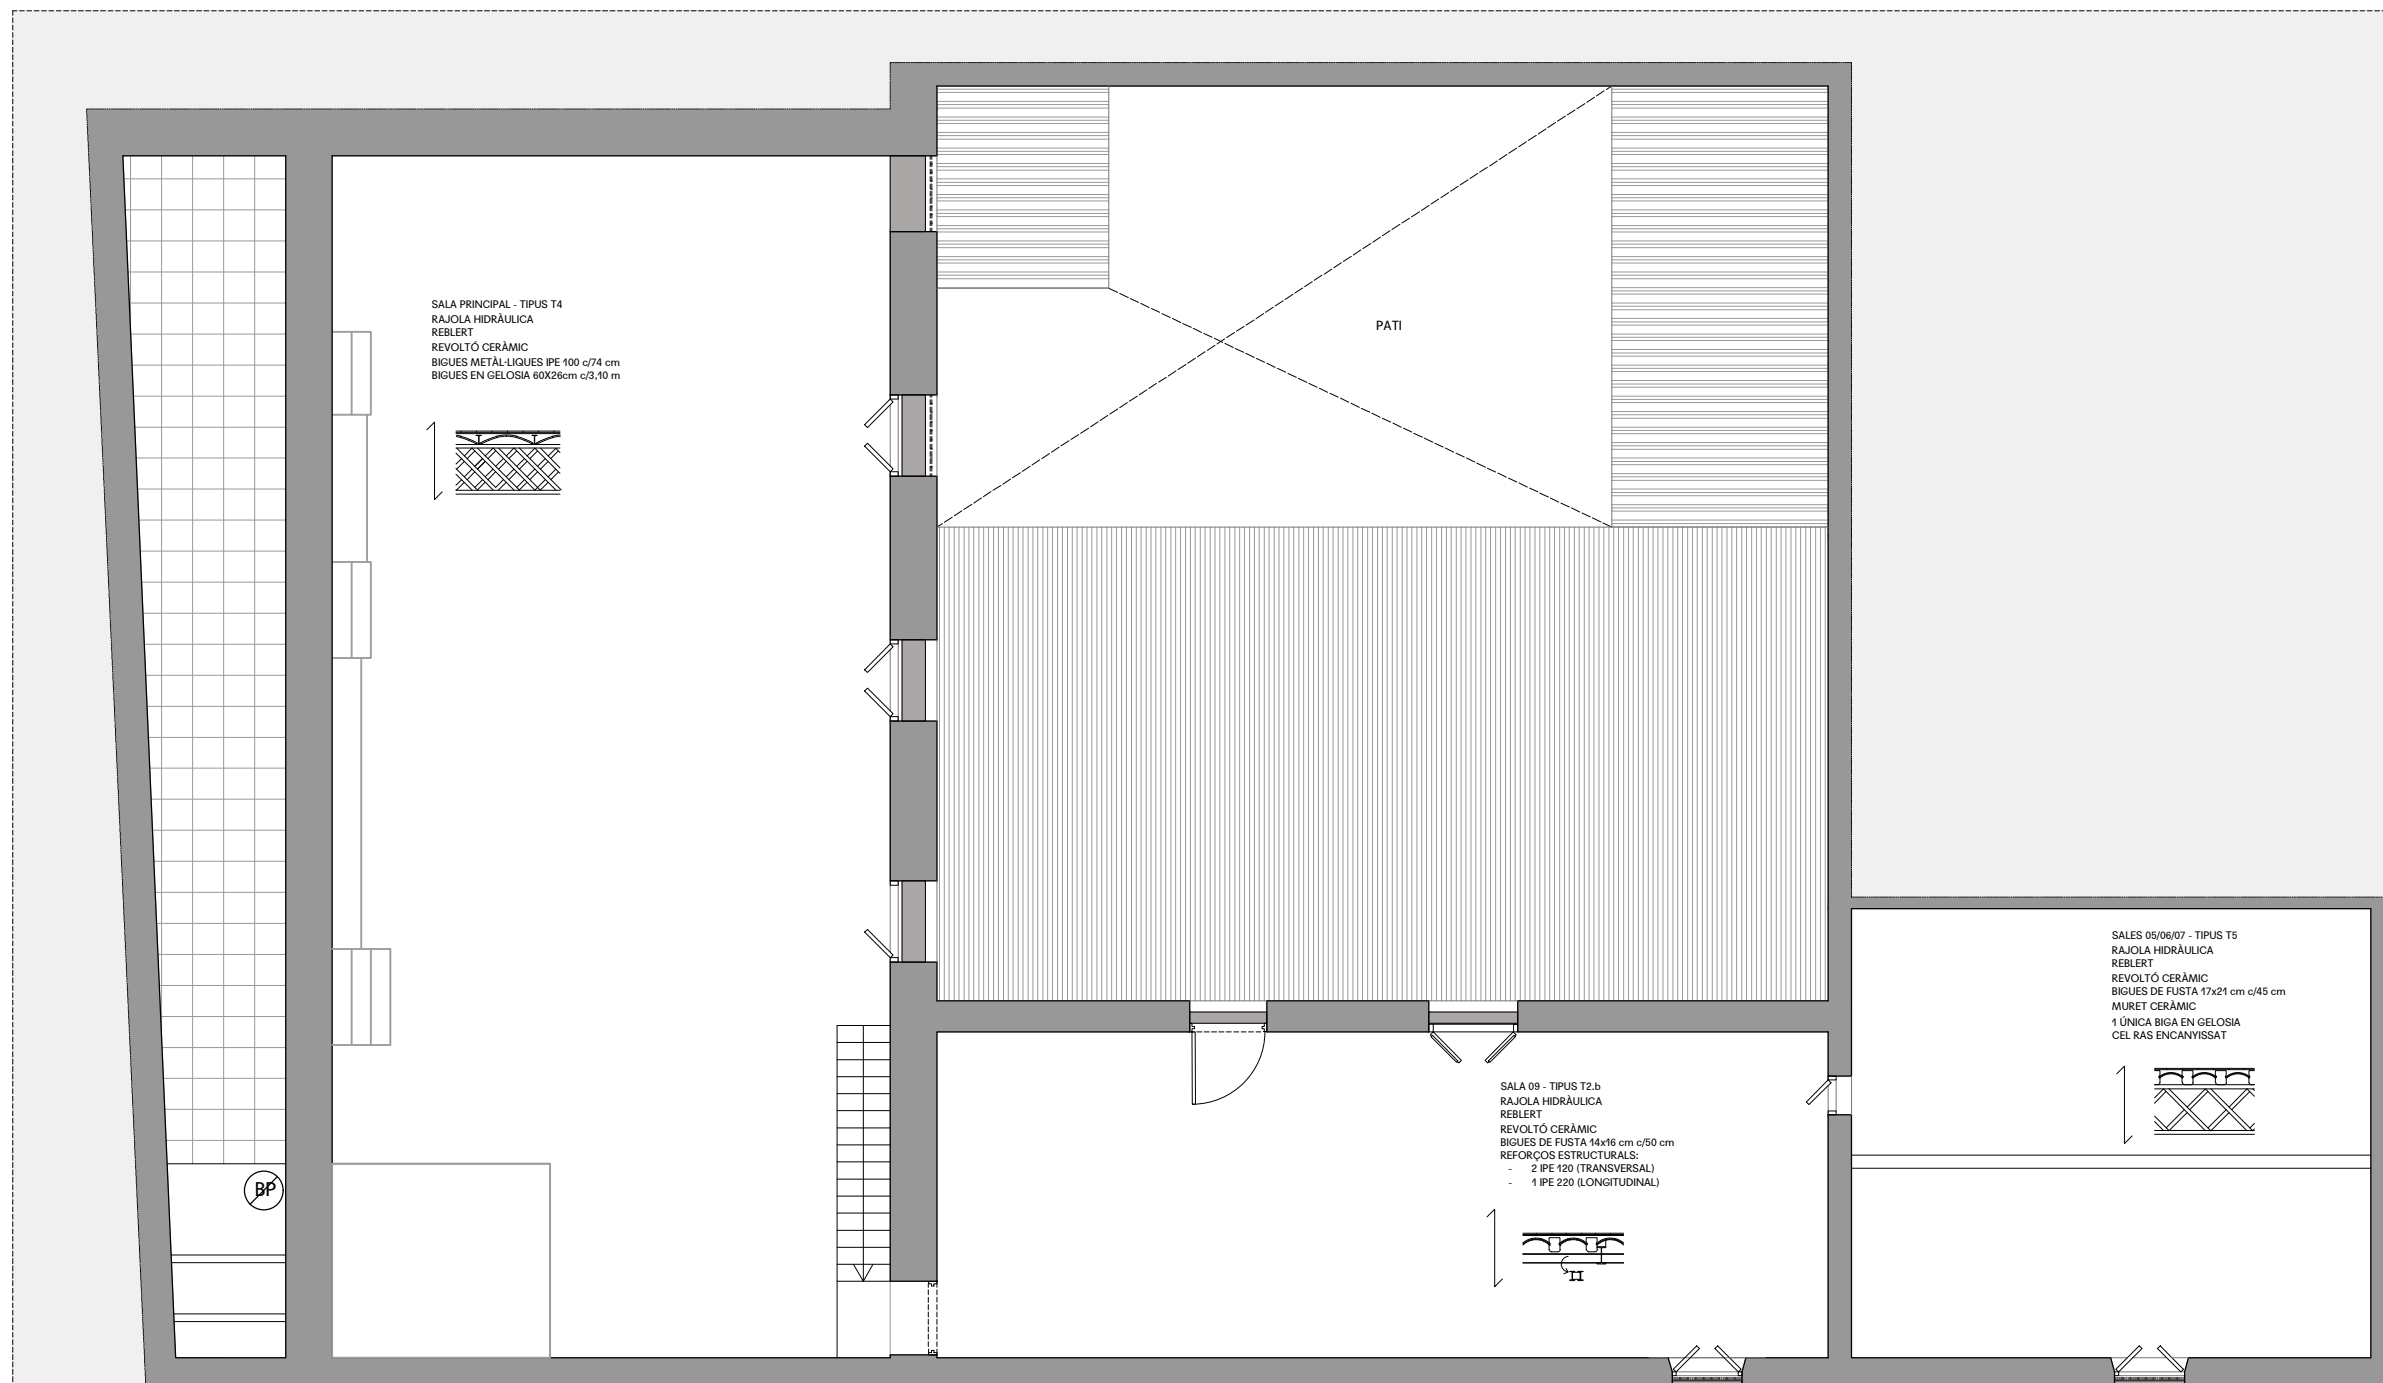 SALA PRINCIPAL - TIPUS T4
RAJOLA HIDRÀULICA
REBLERT
REVOLTÓ CERÀMIC
BIGUES METÀL·LIQUES IPE 100 c/74 cm
BIGUES EN GELOSIA 60X26cm c/3,10 m
PATI
SALES 05/06/07 - TIPUS T5
RAJOLA HIDRÀULICA
REBLERT
REVOLTÓ CERÀMIC
BIGUES DE FUSTA 17x21 cm c/45 cm
MURET CERÀMIC
1 ÚNICA BIGA EN GELOSIA
CEL RAS ENCANYISSAT
SALA 09 - TIPUS T2.b
RAJOLA HIDRÀULICA
REBLERT
REVOLTÓ CERÀMIC
BIGUES DE FUSTA 14x16 cm c/50 cm
REFORÇOS ESTRUCTURALS:
- 2 IPE 120 (TRANSVERSAL)
- 1 IPE 220 (LONGITUDINAL)
BP